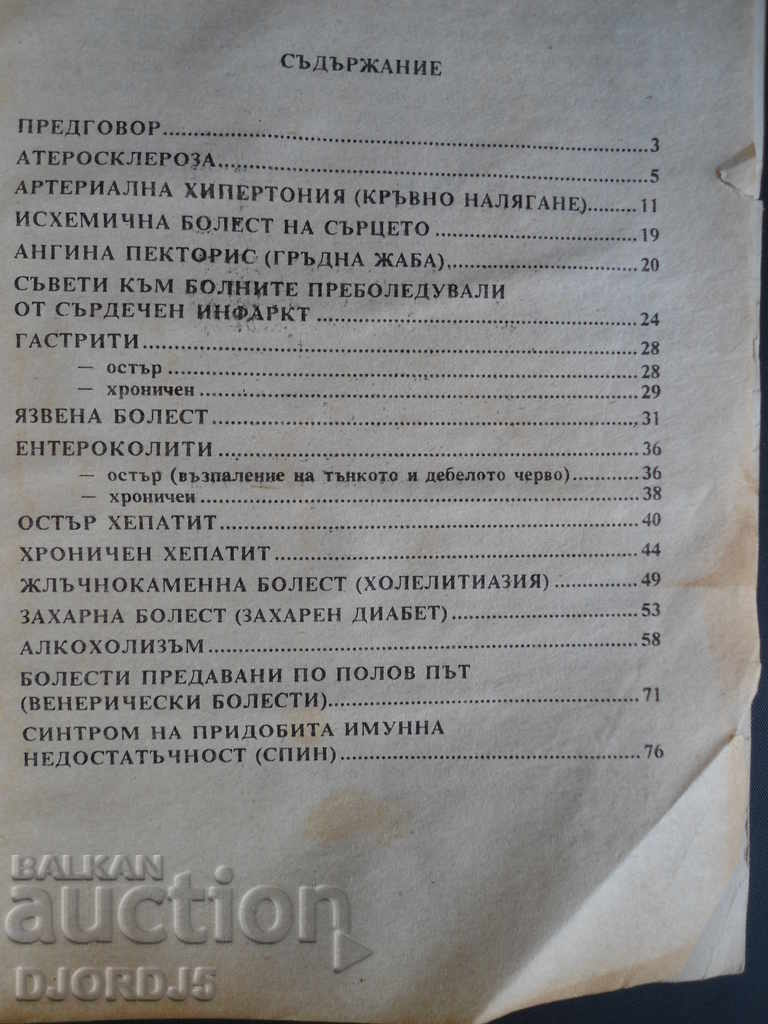 СЪДЪРЖАНИЕ
ПРЕДГОВОР 3
АТЕРОСКЛЕРОЗА 5
АРТЕРИАЛНА ХИПЕРТОНИЯ (КРЪВНО НАЛЯГАНЕ) 11
ИСХЕМИЧНА БОЛЕСТ НА СЪРЦЕТО 19
АНГИНА ПЕКТОРИС (ГРЪДНА ЖАБА) 20
СЪВЕТИ КЪМ БОЛНИТЕ ПРЕБОЛЕДУВАЛИ
ОТ СЪРДЕЧЕН ИНФАРКТ 24
ГАСТРИТИ 28
— остър 28
— хроничен 29
ЯЗВЕНА БОЛЕСТ 31
ЕНТЕРОКОЛИТИ 36
— остър (възпаление на тънкото и дебелото черво) 36
— хроничен 38
ОСТЪР ХЕПАТИТ 40
ХРОНИЧЕН ХЕПАТИТ 44
ЖЛЪЧНОКАМЕННА БОЛЕСТ (ХОЛЕЛИТИАЗИЯ) 49
ЗАХАРНА БОЛЕСТ (ЗАХАРЕН ДИАБЕТ) 53
АЛКОХОЛИЗЪМ 58
БОЛЕСТИ ПРЕДАВАНИ ПО ПОЛОВ ПЪТ
(ВЕНЕРИЧЕСКИ БОЛЕСТИ) 71
СИНТРОМ НА ПРИДОБИТА ИМУННА
НЕДОСТАТЪЧНОСТ (СПИН) 76
BALKAN
auction
DJORDJ5